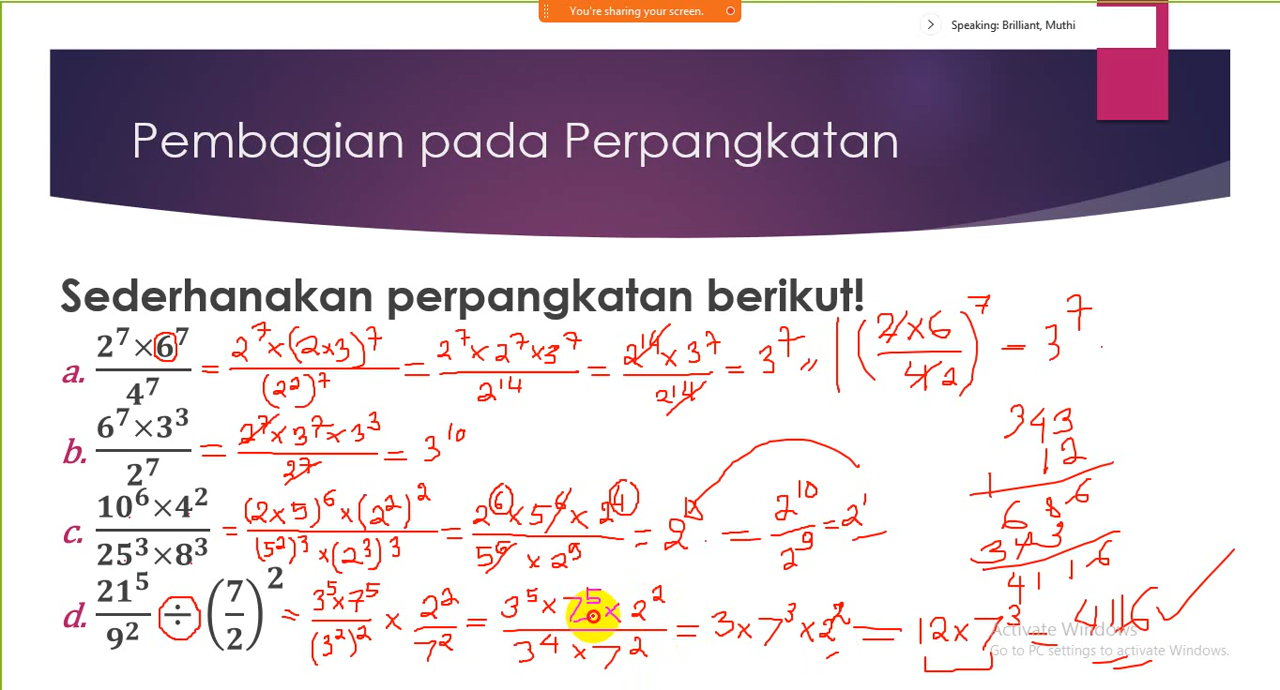 You're sharing your screen.
Speaking: Brilliant, Muthi
Pembagian pada Perpangkatan
Sederhanakan perpangkatan berikut!
a. (2⁷ × 6⁷)/4⁷ = (2⁷ × (2×3)⁷)/(2²)⁷ = (2⁷ × 2⁷ × 3⁷)/2¹⁴ = (2¹⁴ × 3⁷)/2¹⁴ = 3⁷ // | ((2×6)/(4 2))⁷ = 3⁷
b. (6⁷ × 3³)/2⁷ = (2⁷ × 3⁷ × 3³)/2⁷ = 3¹⁰
c. (10⁶ × 4²)/(25³ × 8³) = ((2×5)⁶ × (2²)²)/((5²)³ × (2³)³) = (2⁶ × 5⁶ × 2⁴)/(5⁶ × 2⁹) = 2 = 2¹⁰/2⁹ = 2¹
d. 21⁵/9² ÷ (7/2)² = (3⁵ × 7⁵)/(3²)² × 2²/7² = (3⁵ × 7⁵ × 2²)/(3⁴ × 7²) = 3 × 7³ × 2² = 12 × 7³ = 4116
343
12
1
686
343
4116
Activate Windows
Go to PC settings to activate Windows.